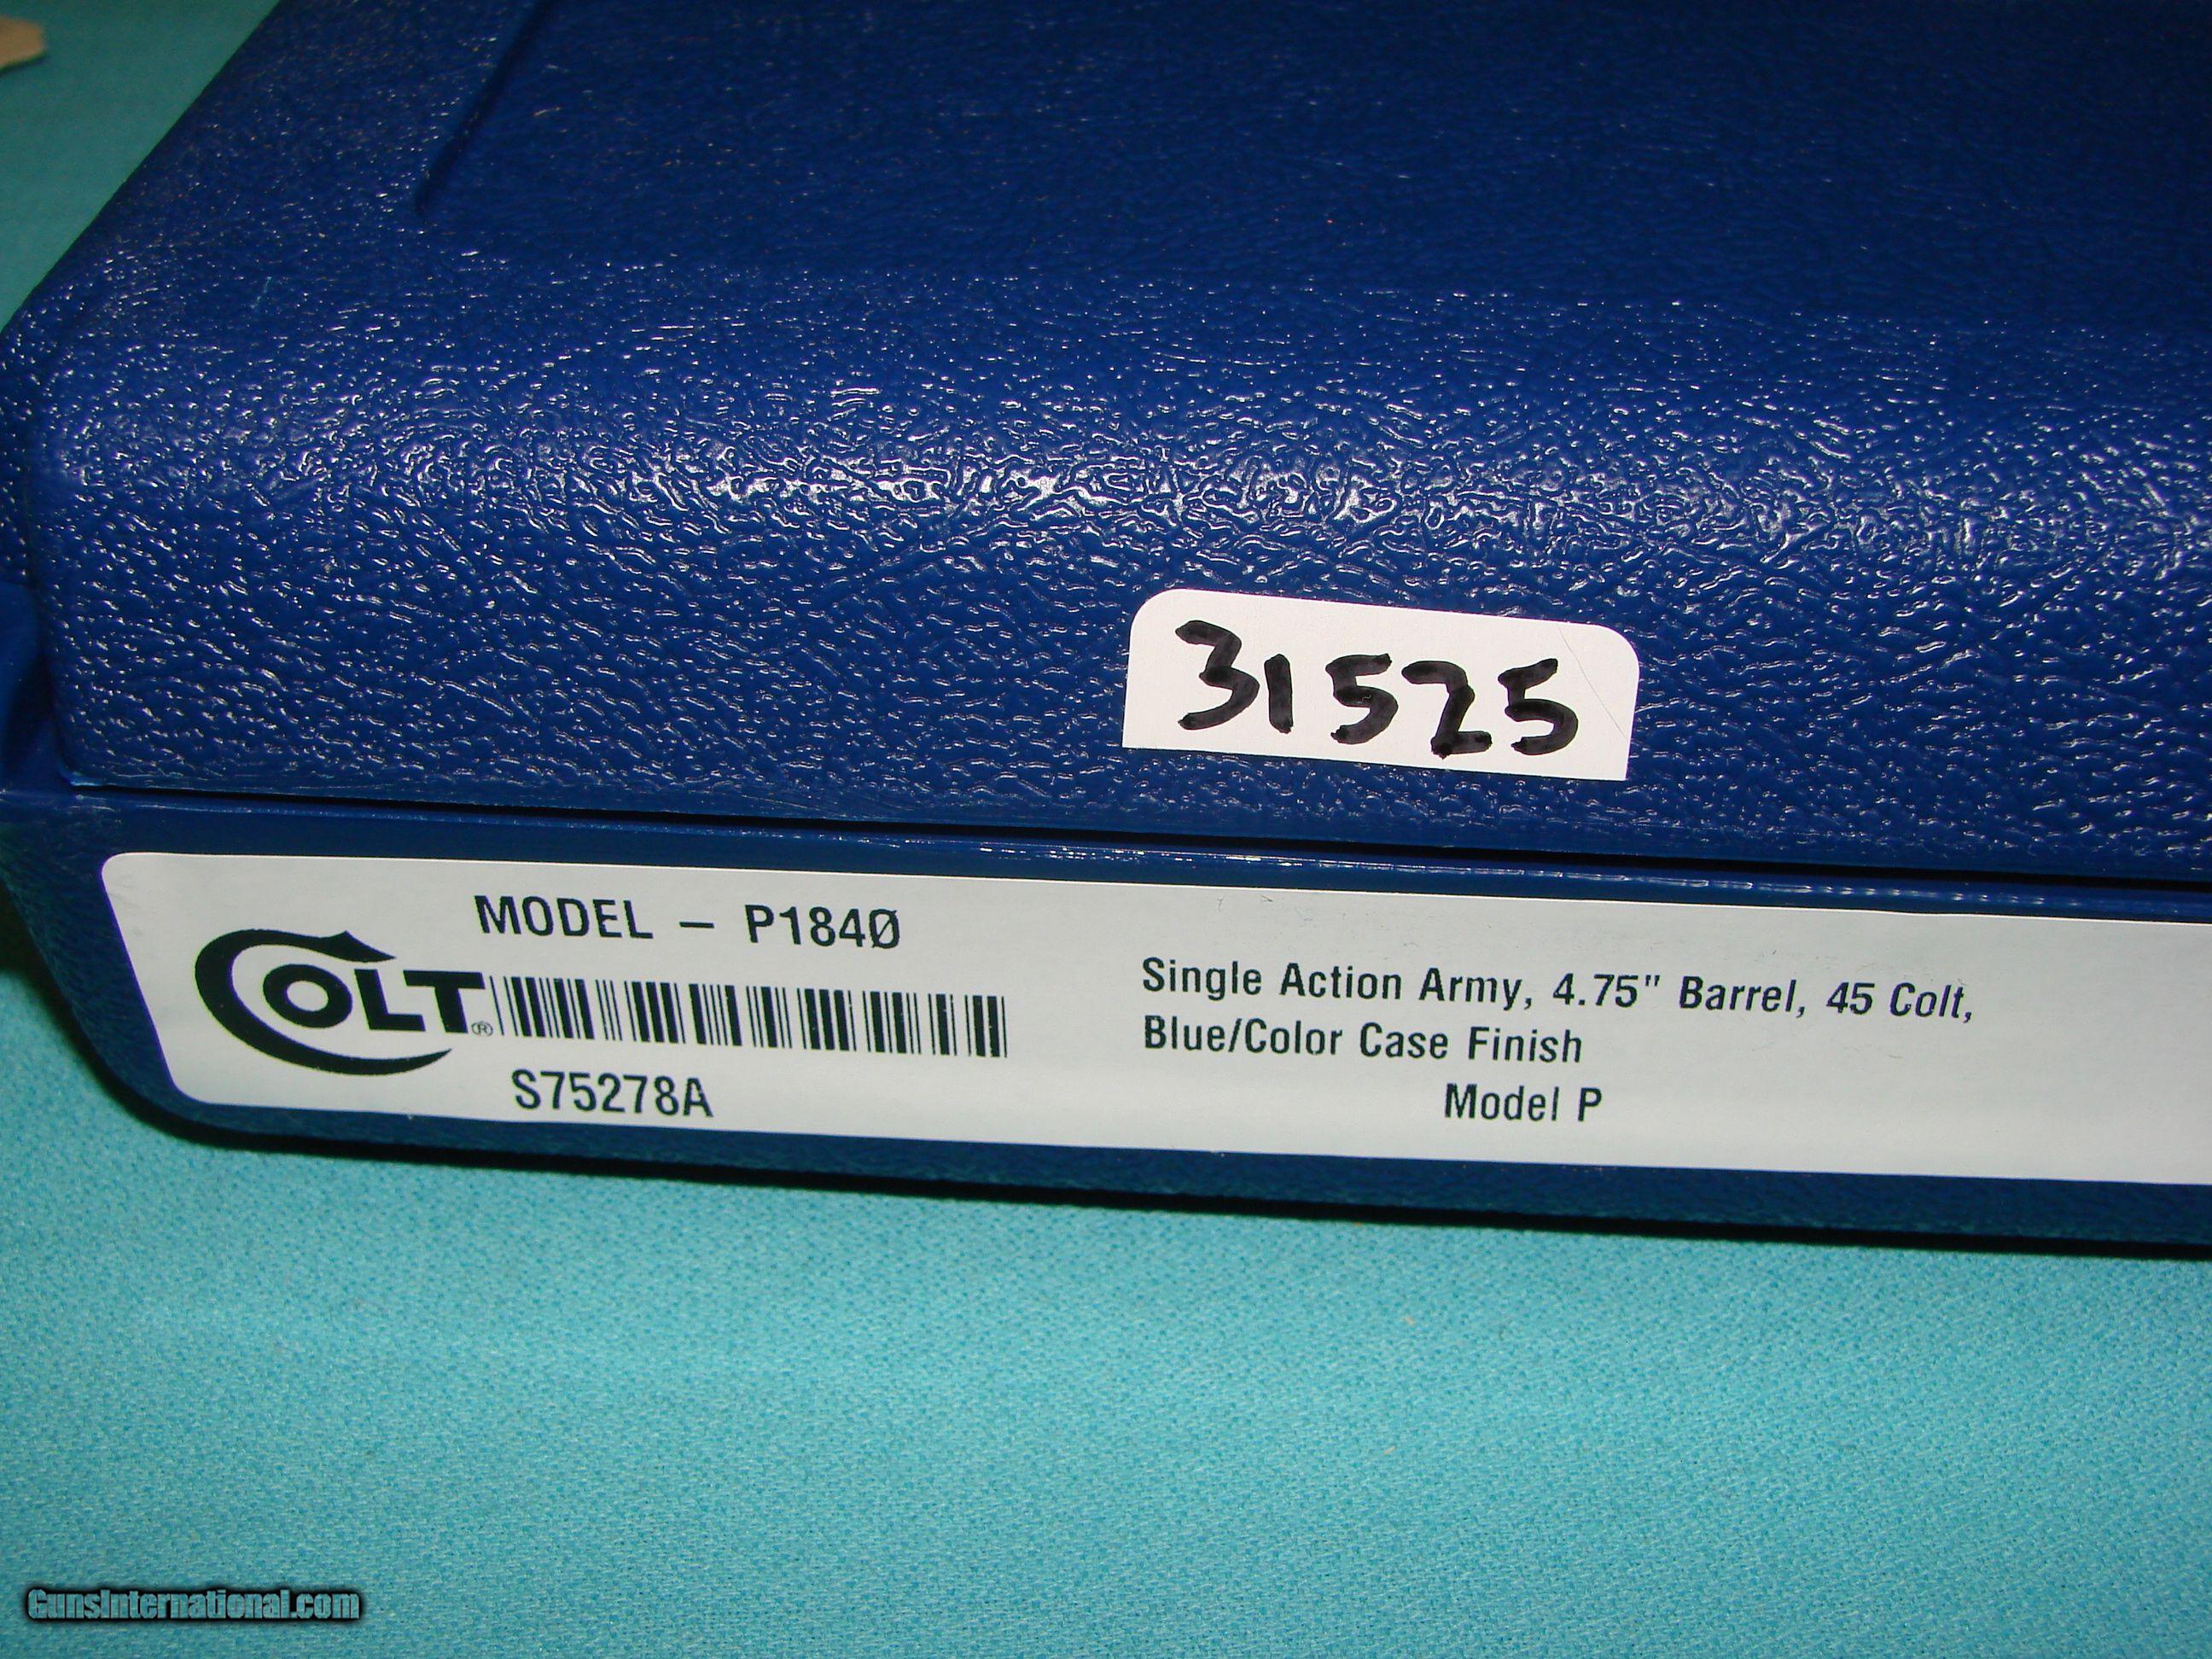 31525
MODEL – P184Ø
COLT®
S75278A
Single Action Army, 4.75" Barrel, 45 Colt,
Blue/Color Case Finish
Model P
GunsInternational.com